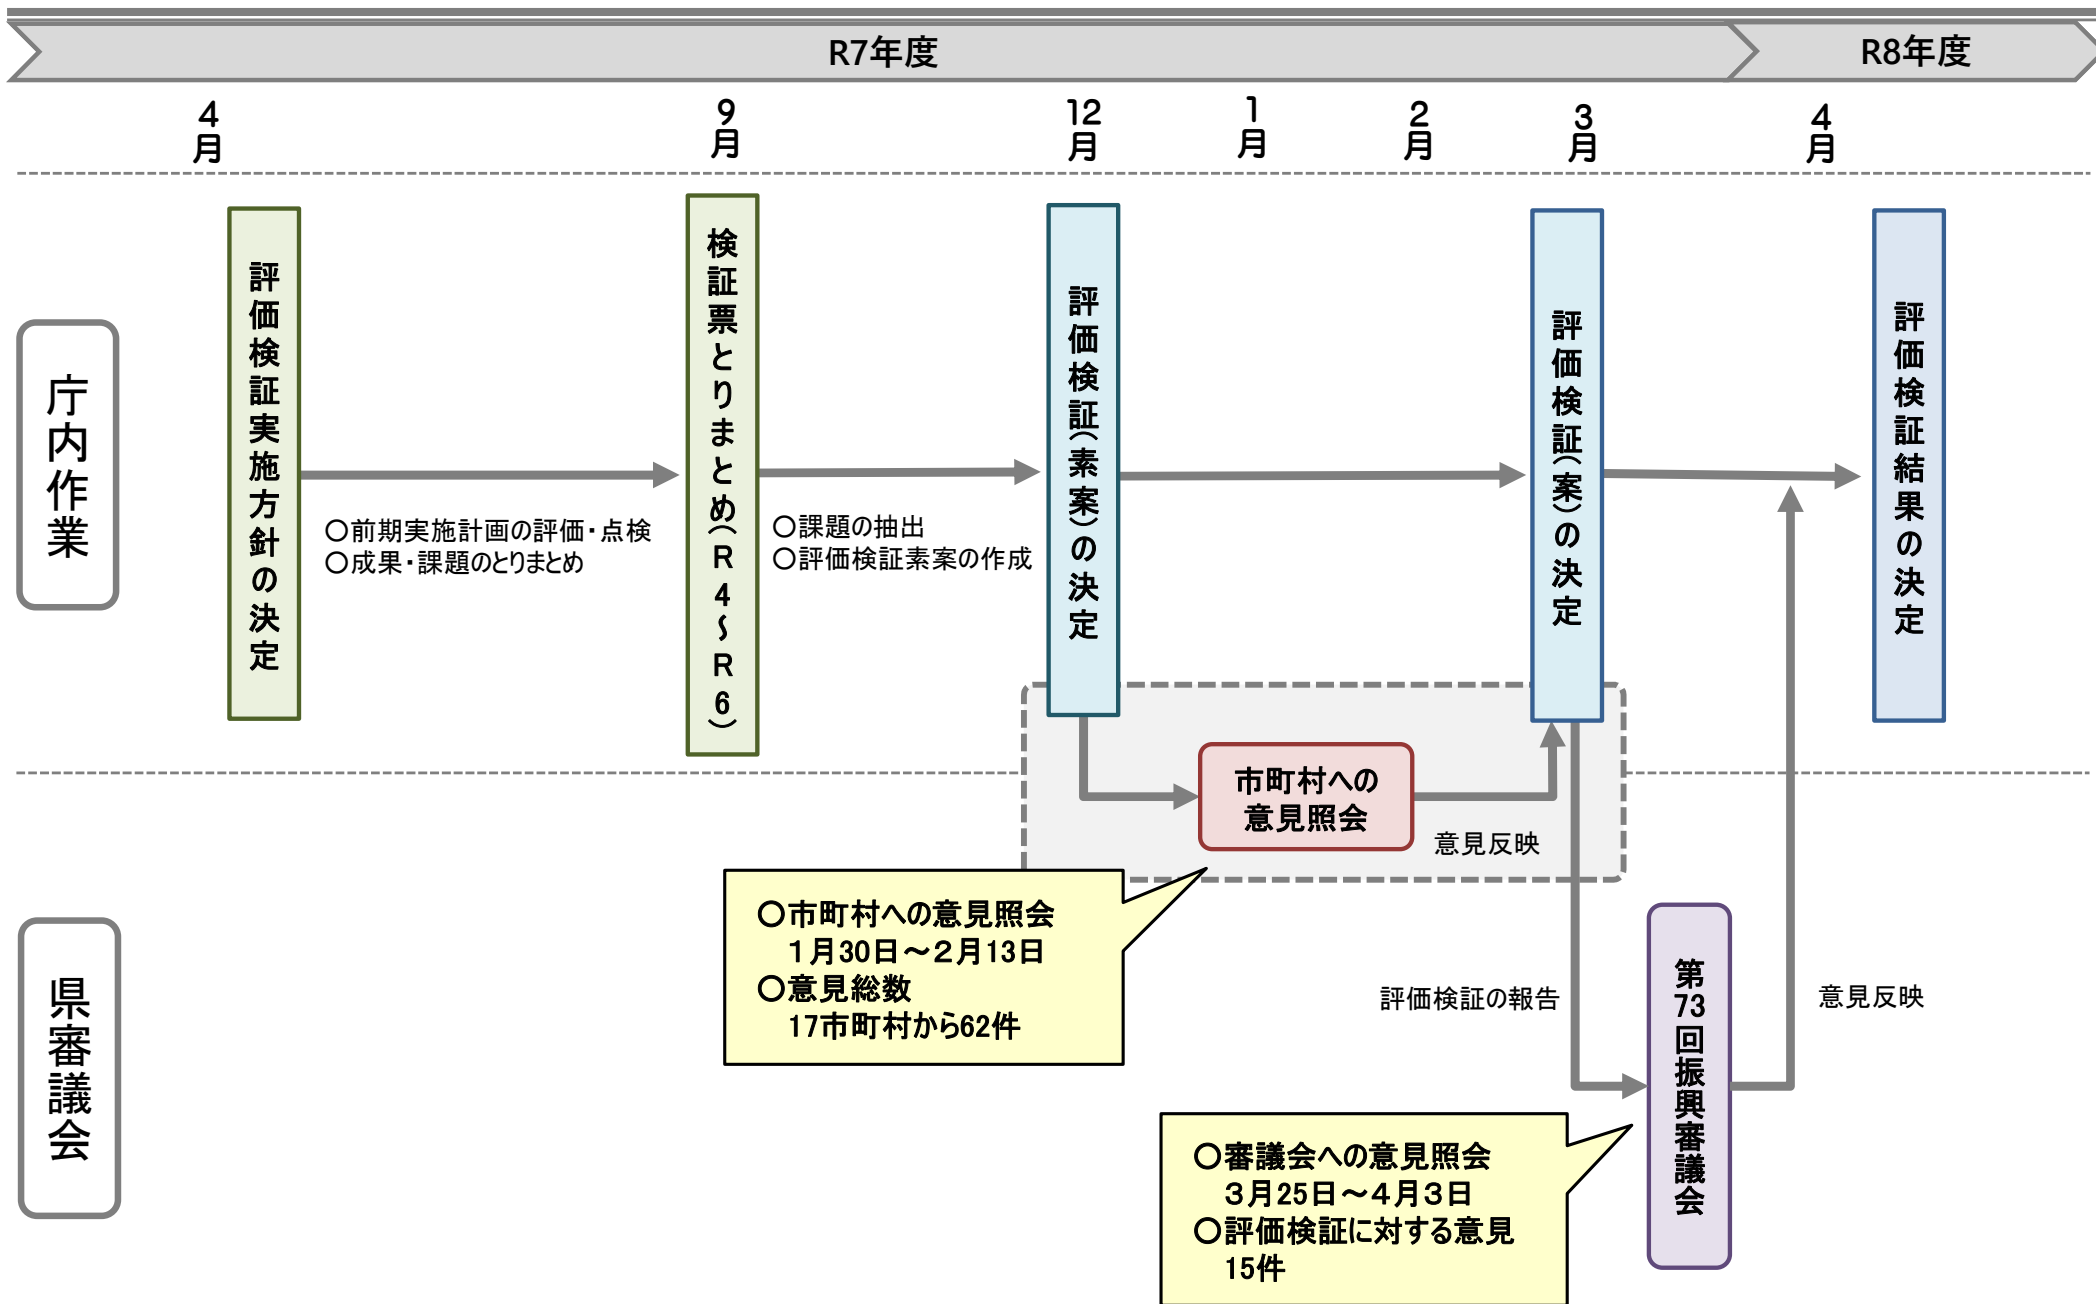 R7年度
R8年度
4月
9月
12月
1月
2月
3月
4月
庁内作業
評価検証実施方針の決定
○前期実施計画の評価・点検
○成果・課題のとりまとめ
検証票とりまとめ(R4~R6)
○課題の抽出
○評価検証素案の作成
評価検証(素案)の決定
評価検証(案)の決定
評価検証結果の決定
市町村への
意見照会
意見反映
○市町村への意見照会
1月30日~2月13日
○意見総数
17市町村から62件
県審議会
評価検証の報告
第73回振興審議会
意見反映
○審議会への意見照会
3月25日~4月3日
○評価検証に対する意見
15件